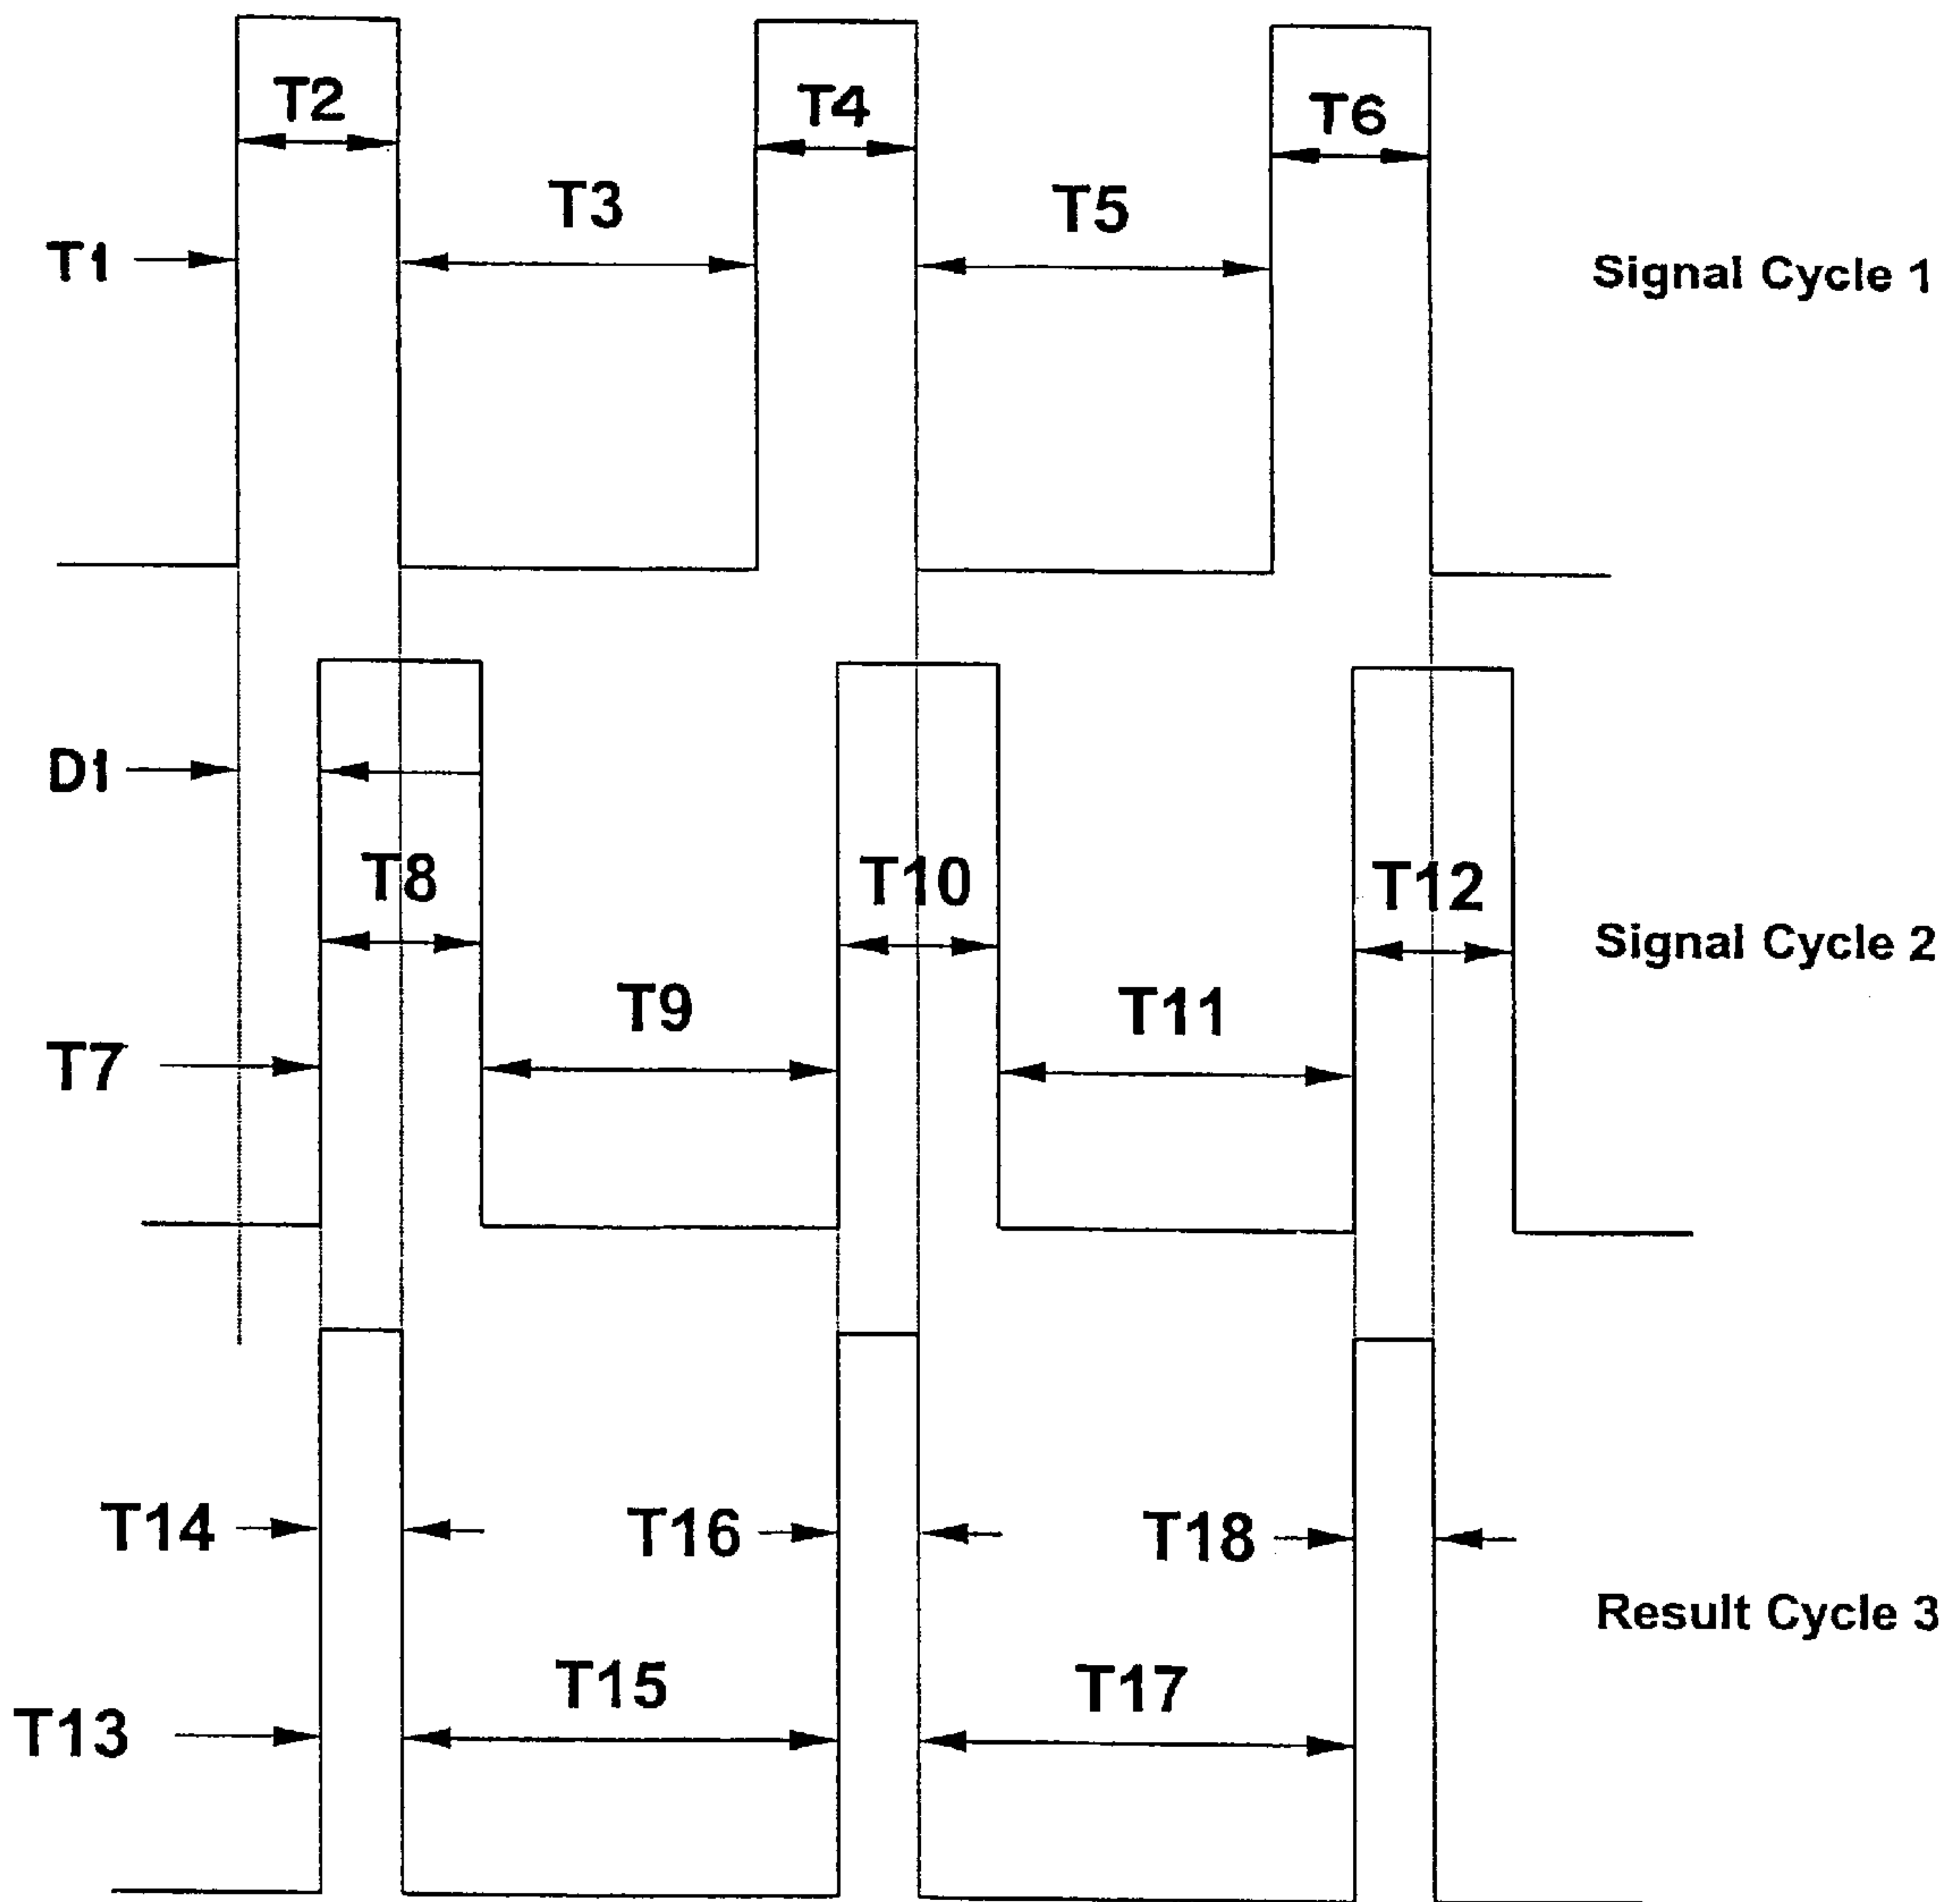 T2
T4
T6
T3
T5
T1
Signal Cycle 1
D1
T8
T10
T12
Signal Cycle 2
T9
T11
T7
T14
T16
T18
Result Cycle 3
T15
T17
T13